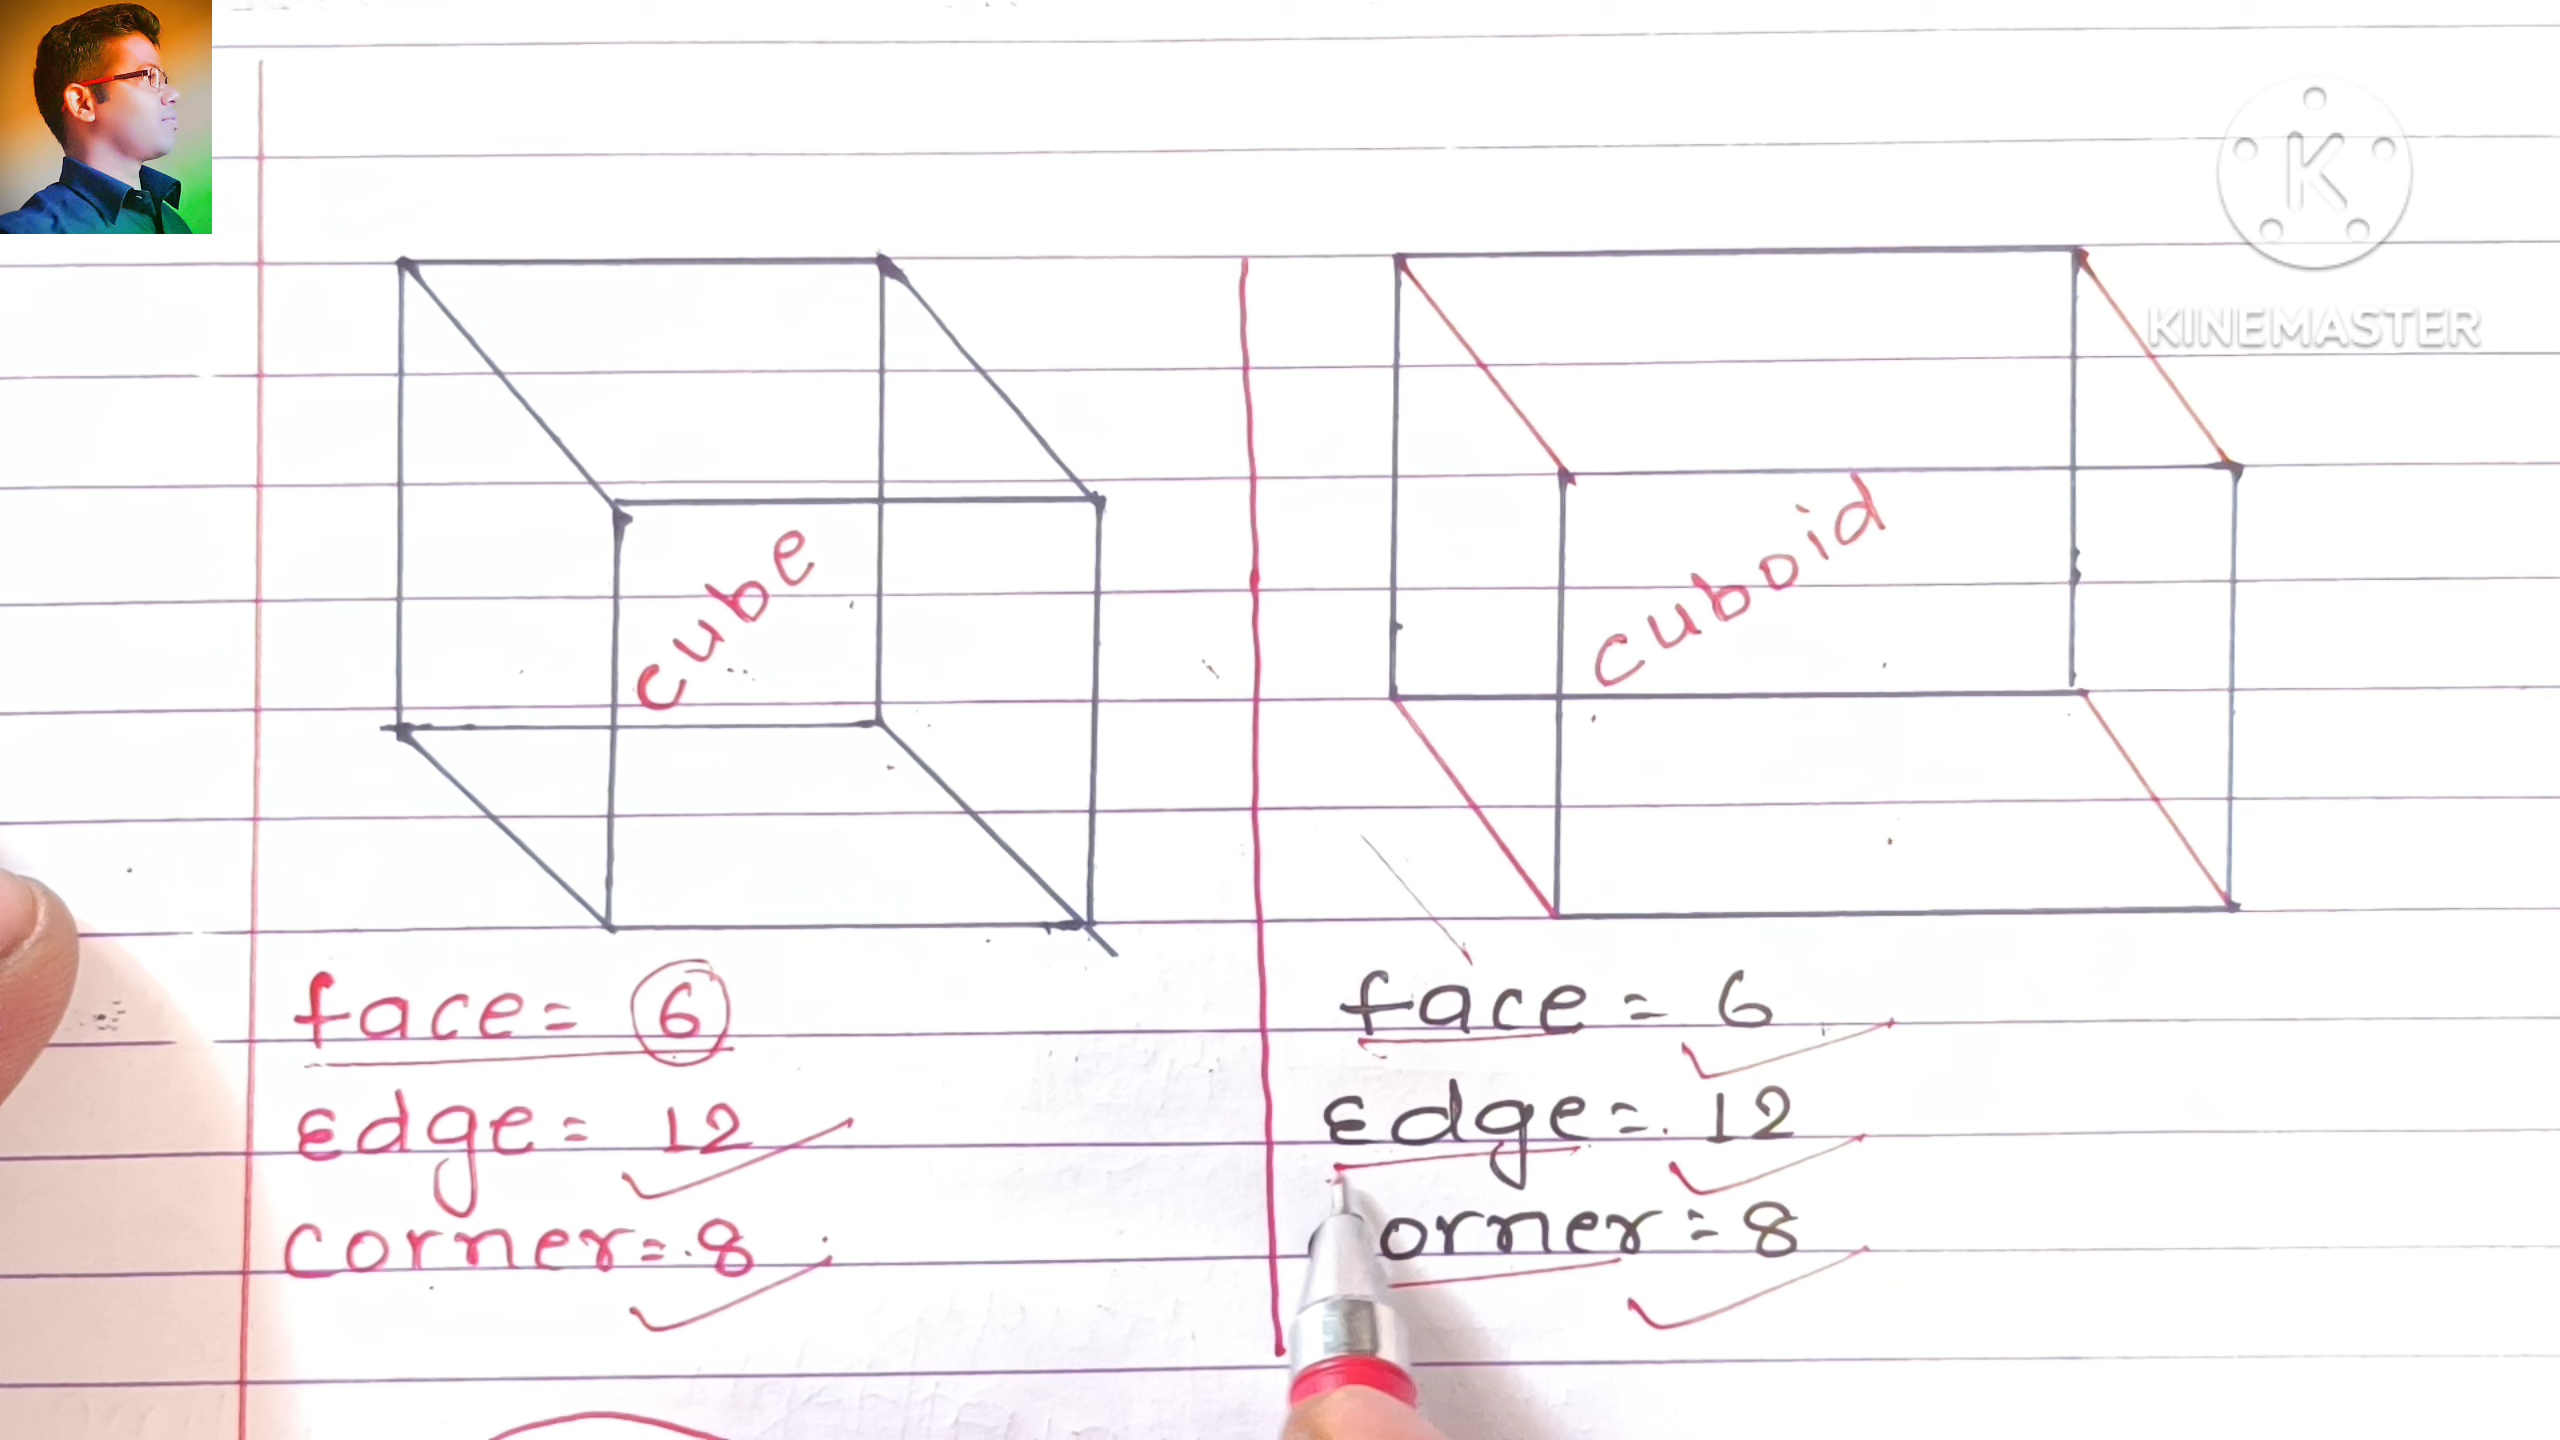 K
KINEMASTER
cube
cuboid
face = 6
Edge = 12
corner = 8
face = 6
Edge = 12
orner = 8